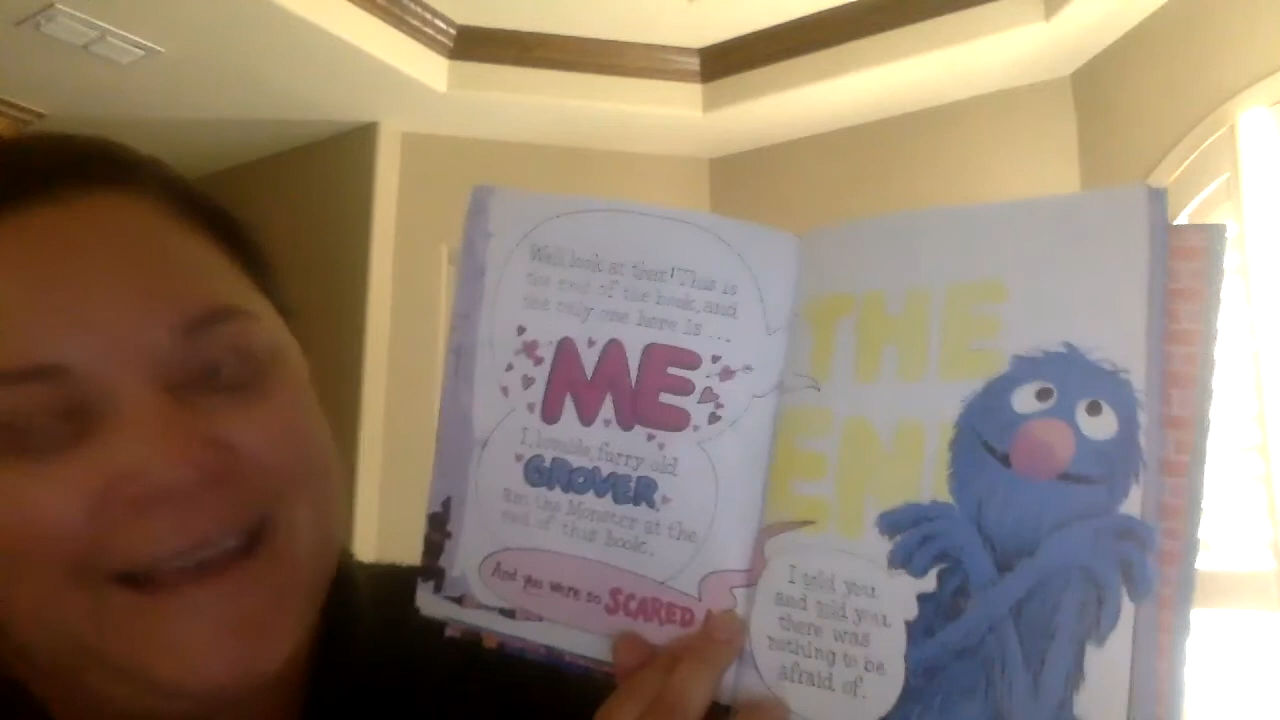 Well, look at that! This is
the end of the book, and
the only one here is...
ME
I, lovable, furry old
GROVER,
am the Monster at the
end of this book.
And you were so SCARED!
THE
EN
I told you
and told you
there was
nothing to be
afraid of.